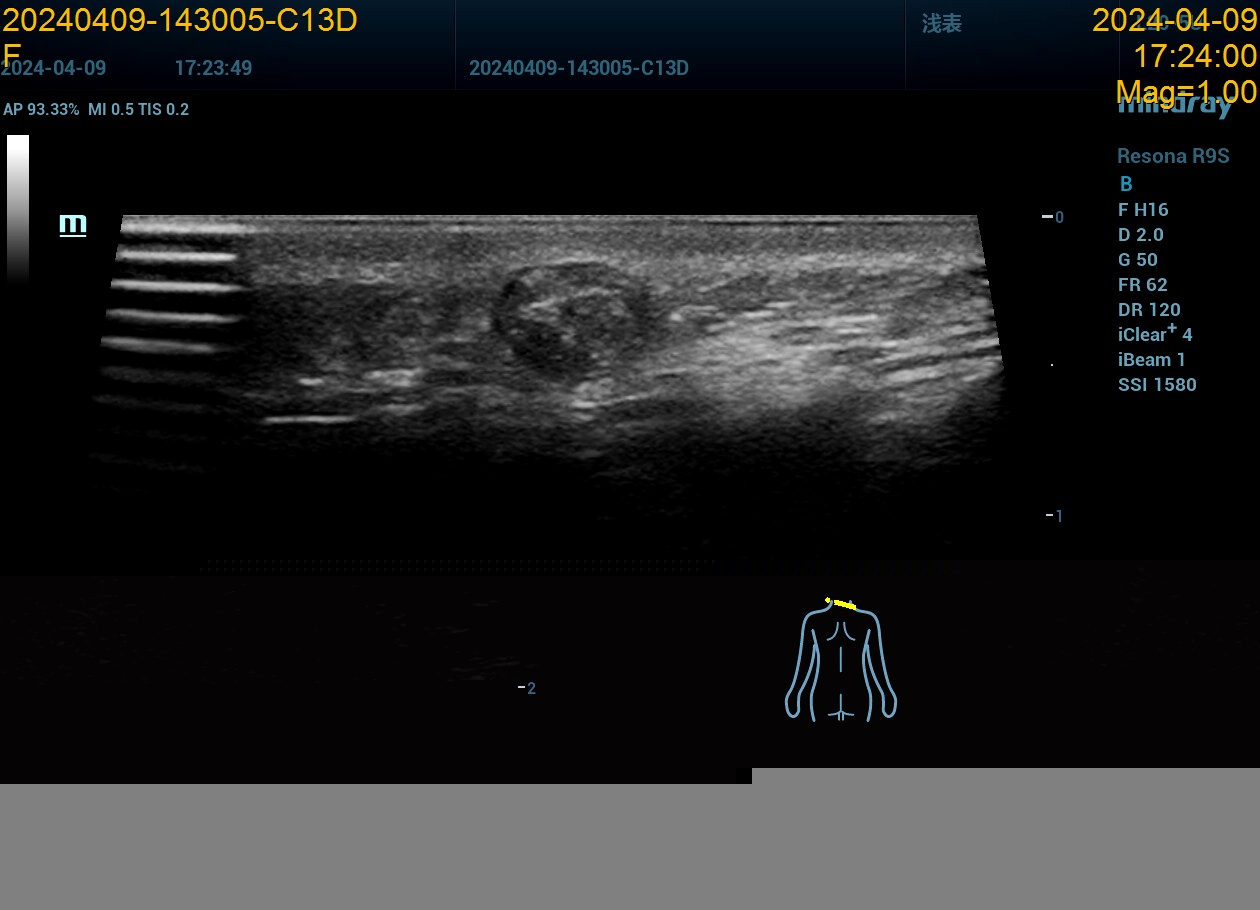 20240409-143005-C13D
2024-04-09
F
17:24:00
Mag=1.00
2024-04-09 17:23:49 20240409-143005-C13D 浅表
AP 93.33% MI 0.5 TIS 0.2
mindray
Resona R9S
B
F H16
D 2.0
G 50
FR 62
DR 120
iClear+ 4
iBeam 1
SSI 1580
m
0
1
2